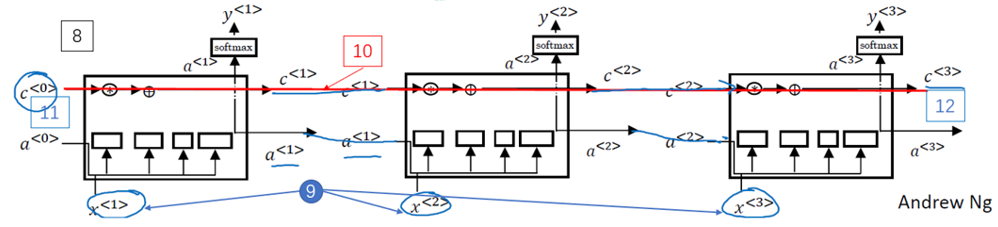 y<1> y<2> y<3>
8 softmax softmax softmax
10
a<1> a<2> a<3>
c<0> c<1> c<1> c<2> c<2> c<3>
11 12
a<0> a<1> a<1> a<2> a<2> a<3>
9
x<1> x<2> x<3>
Andrew Ng